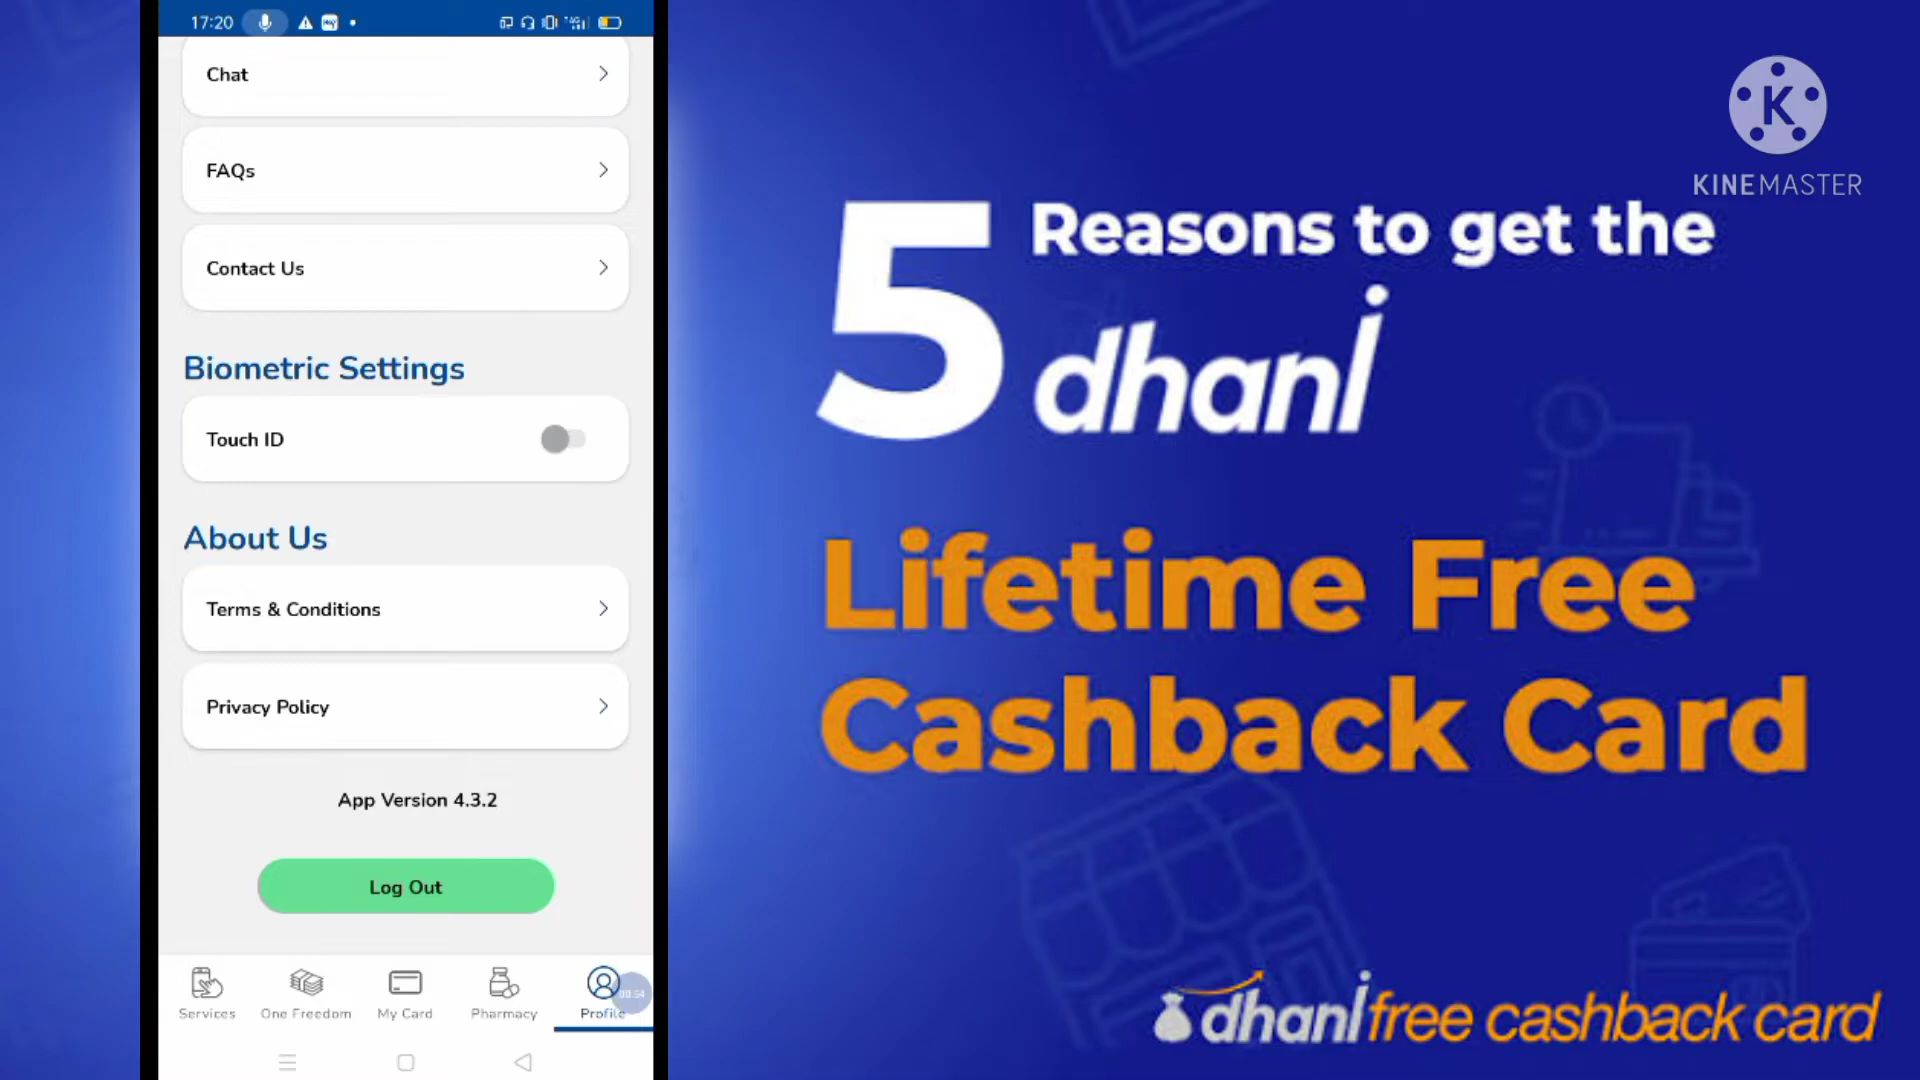 17:20
Chat
FAQs
Contact Us
Biometric Settings
Touch ID
About Us
Terms & Conditions
Privacy Policy
App Version 4.3.2
Log Out
Services
One Freedom
My Card
Pharmacy
Profile
00:54
K
KINEMASTER
5 Reasons to get the
dhani
Lifetime Free
Cashback Card
dhani free cashback card